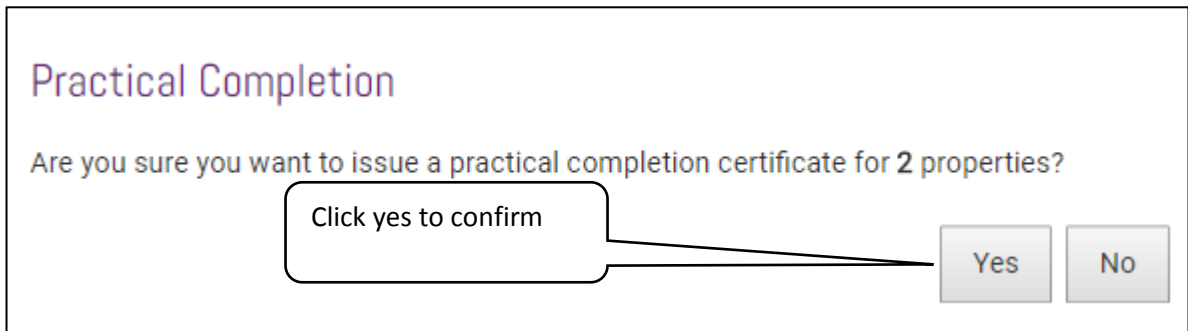 Practical Completion
Are you sure you want to issue a practical completion certificate for 2 properties?
Click yes to confirm
Yes
No